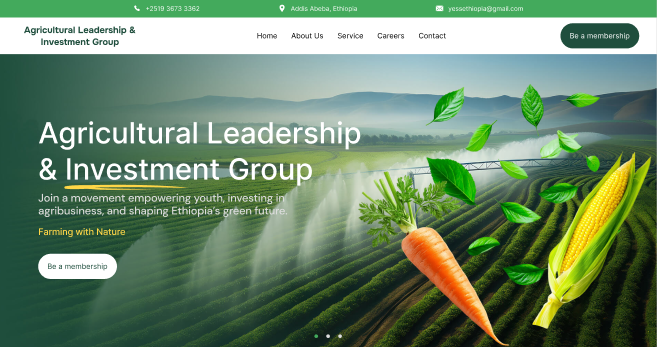 +2519 3673 3362
Addis Abeba, Ethiopia
yessethiopia@gmail.com
Agricultural Leadership &
Investment Group
Home
About Us
Service
Careers
Contact
Be a membership
Agricultural Leadership
& Investment Group
Join a movement empowering youth, investing in
agribusiness, and shaping Ethiopia's green future.
Farming with Nature
Be a membership